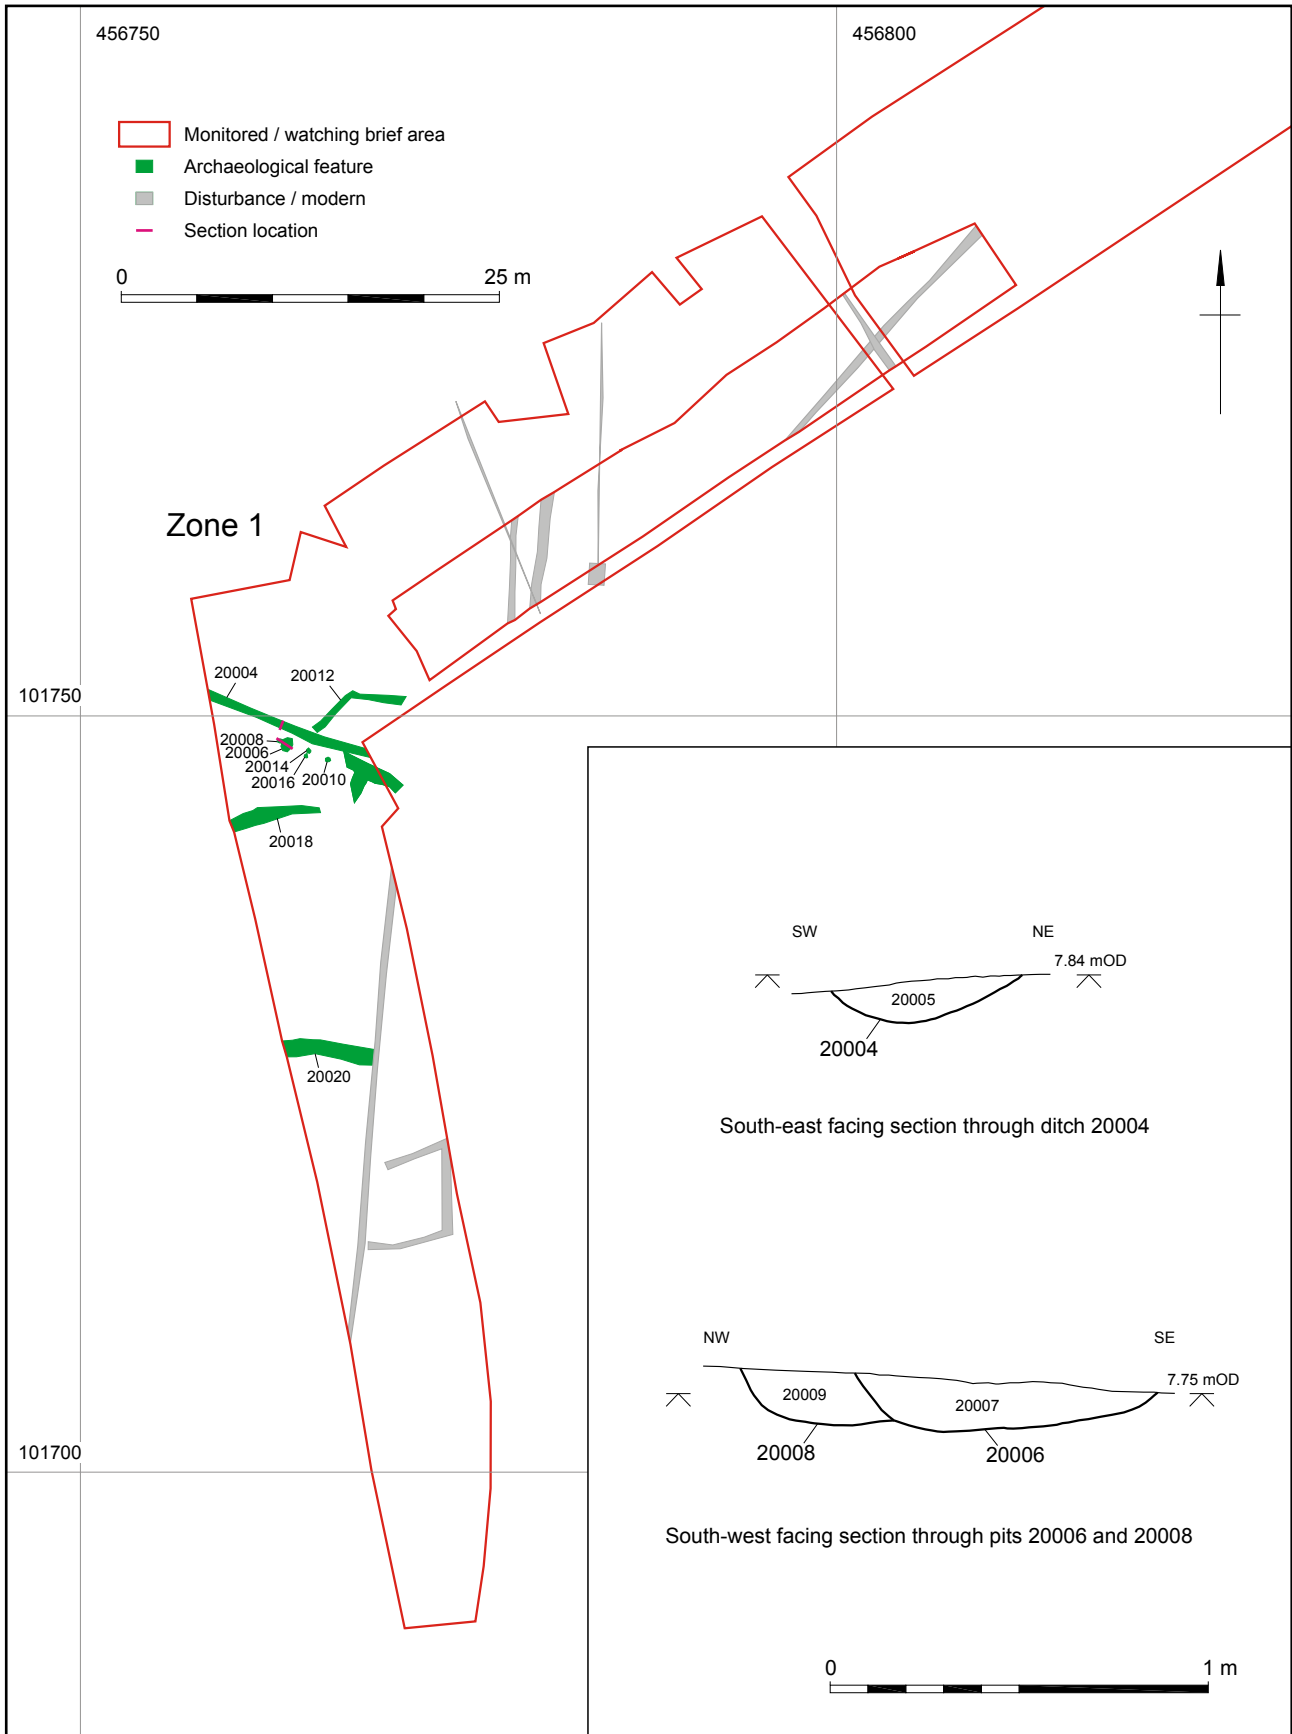 456750
456800
Monitored / watching brief area
Archaeological feature
Disturbance / modern
Section location
0
25 m
Zone 1
20004
20012
101750
20008
20006
20014
20016
20010
20018
20020
101700
SW
NE
7.84 mOD
20005
20004
South-east facing section through ditch 20004
NW
SE
7.75 mOD
20009
20007
20008
20006
South-west facing section through pits 20006 and 20008
0
1 m